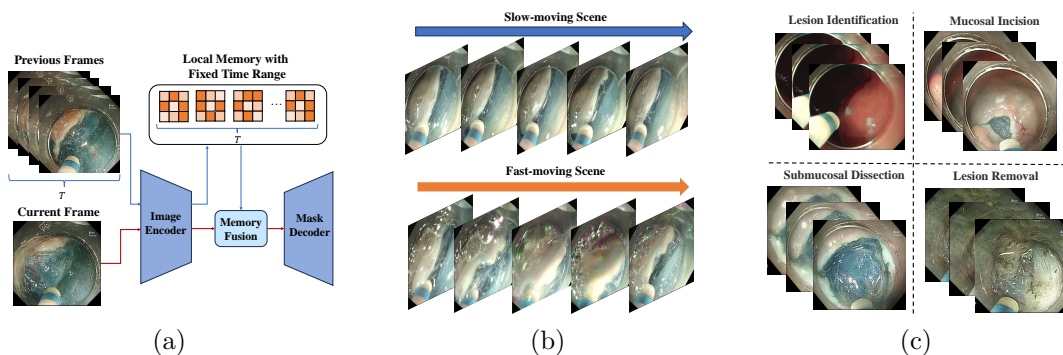 Previous Frames
T
Current Frame
Local Memory with
Fixed Time Range
...
T
Image
Encoder
Memory
Fusion
Mask
Decoder
(a)
Slow-moving Scene
Fast-moving Scene
(b)
Lesion Identification
Mucosal Incision
Submucosal Dissection
Lesion Removal
(c)